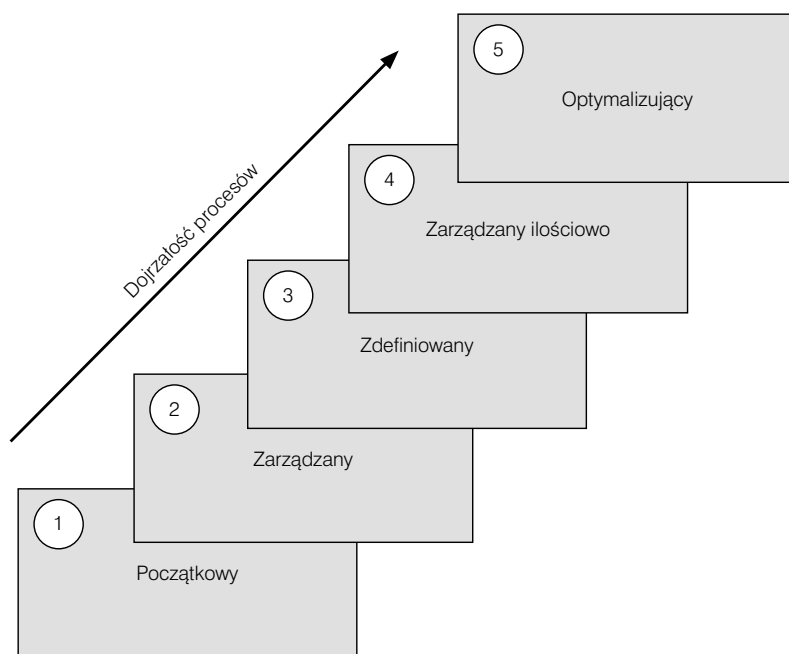 5
Optymalizujący
4
Zarządzany ilościowo
Dojrzałość procesów
3
Zdefiniowany
2
Zarządzany
1
Początkowy